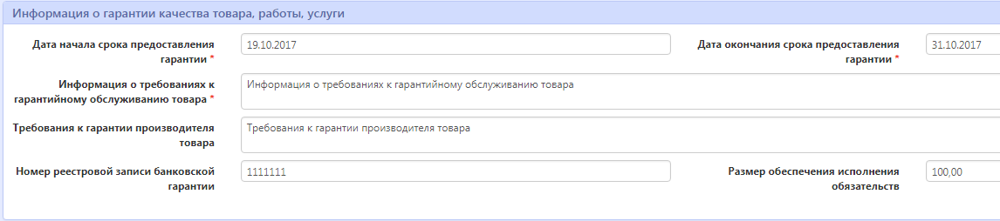 Информация о гарантии качества товара, работы, услуги
Дата начала срока предоставления
гарантии *
19.10.2017
Дата окончания срока предоставления
гарантии *
31.10.2017
Информация о требованиях к
гарантийному обслуживанию товара *
Информация о требованиях к гарантийному обслуживанию товара
Требования к гарантии производителя
товара
Требования к гарантии производителя товара
Номер реестровой записи банковской
гарантии
1111111
Размер обеспечения исполнения
обязательств
100,00